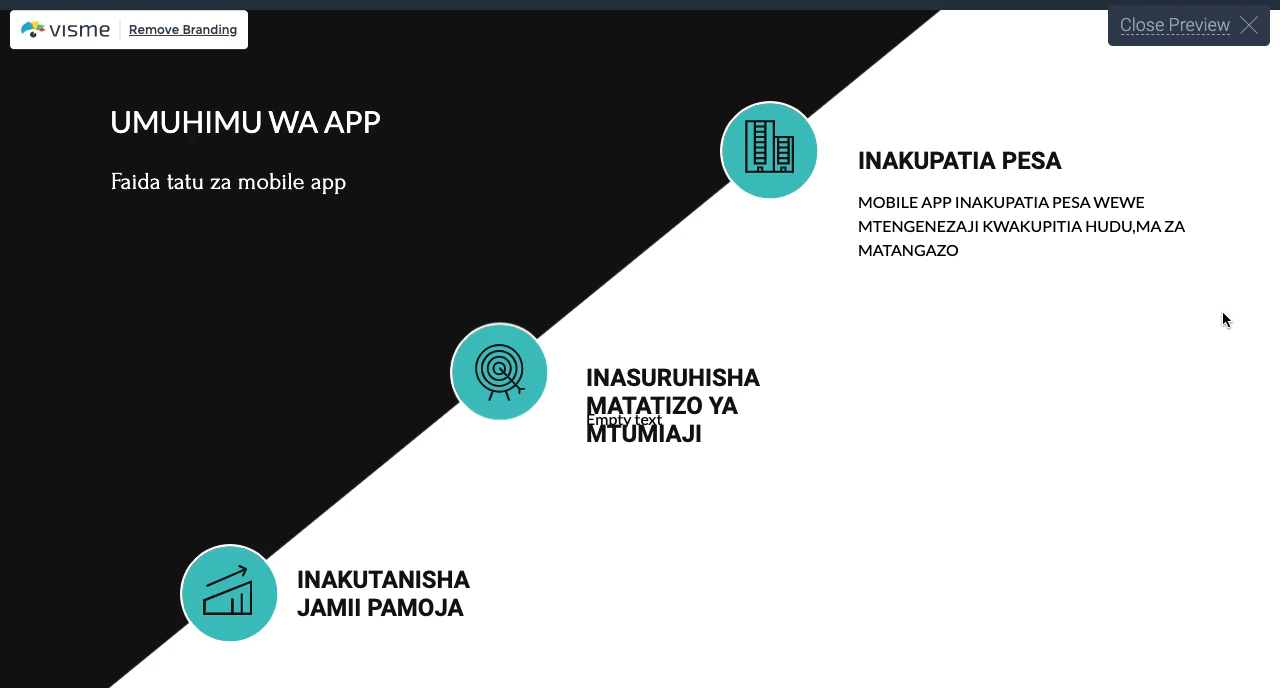 visme
Remove Branding
Close Preview
UMUHIMU WA APP
Faida tatu za mobile app
INAKUPATIA PESA
MOBILE APP INAKUPATIA PESA WEWE
MTENGENEZAJI KWAKUPITIA HUDU,MA ZA
MATANGAZO
INASURUHISHA
MATATIZO YA
Empty text
MTUMIAJI
INAKUTANISHA
JAMII PAMOJA